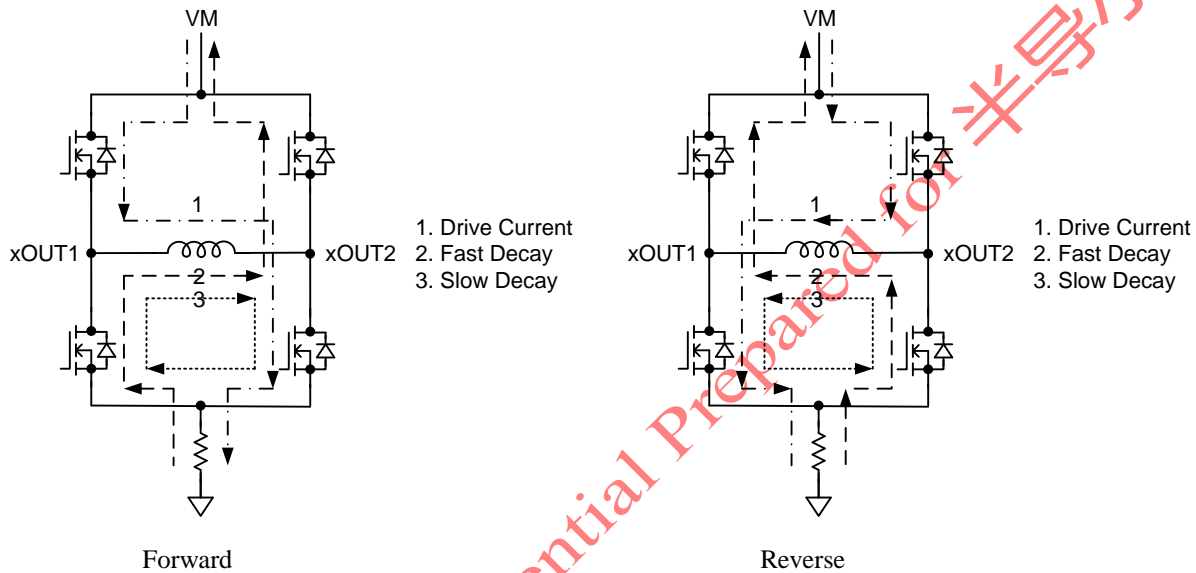 VM
VM
1
xOUT1
xOUT2
2
3
1. Drive Current
2. Fast Decay
3. Slow Decay
1
xOUT1
xOUT2
2
3
1. Drive Current
2. Fast Decay
3. Slow Decay
Forward
Reverse
ential Prepared for 半导